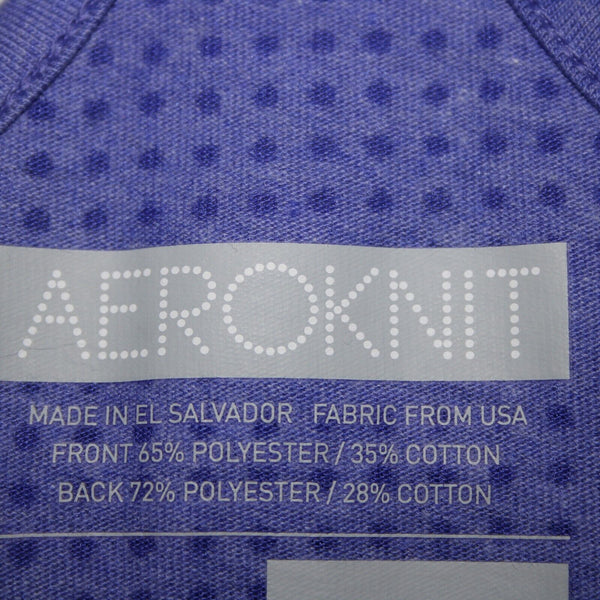 AEROKNIT
MADE IN EL SALVADOR FABRIC FROM USA
FRONT 65% POLYESTER / 35% COTTON
BACK 72% POLYESTER / 28% COTTON